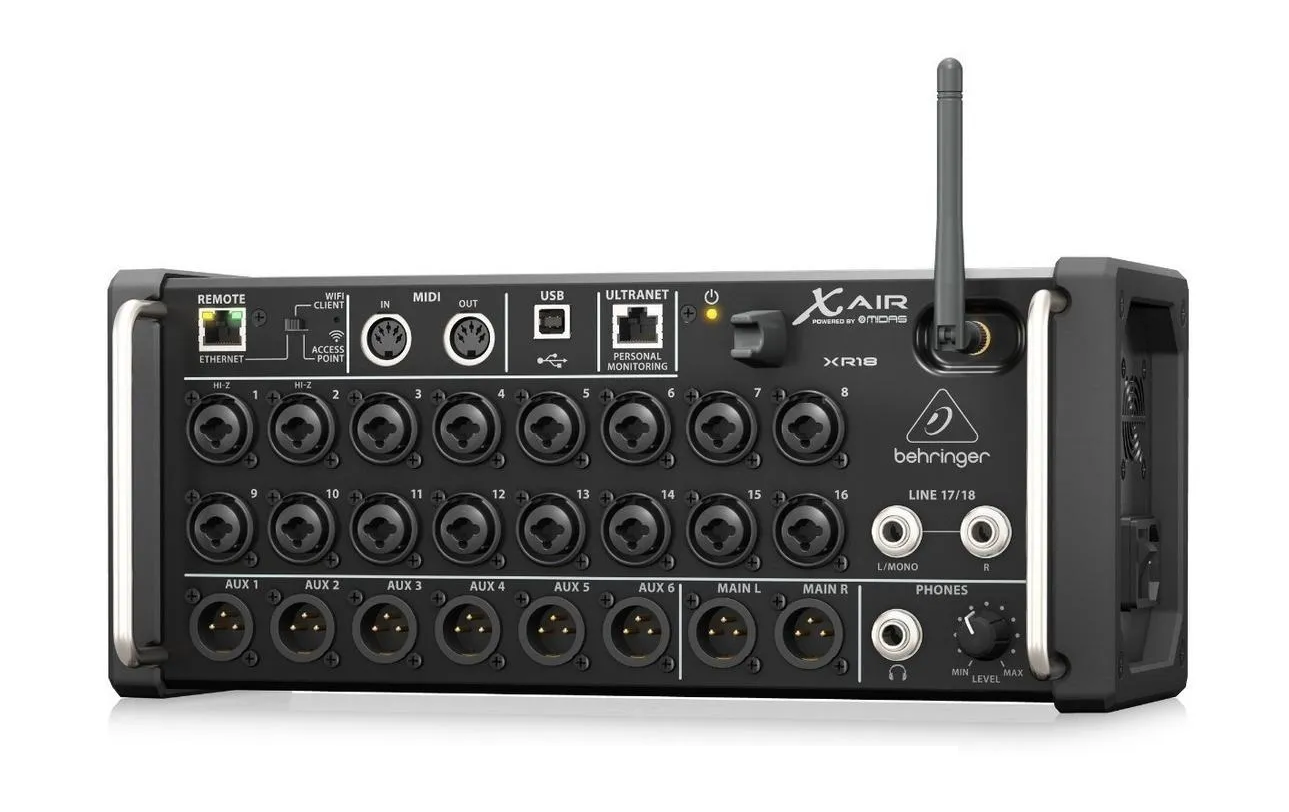 REMOTE
ETHERNET
WIFI
CLIENT
ACCESS
POINT
MIDI
IN
OUT
USB
ULTRANET
PERSONAL
MONITORING
X AIR
POWERED BY MIDAS
XR18
HI-Z 1
HI-Z 2
3
4
5
6
7
8
behringer
9
10
11
12
13
14
15
16
LINE 17/18
L/MONO
R
AUX 1
AUX 2
AUX 3
AUX 4
AUX 5
AUX 6
MAIN L
MAIN R
PHONES
MIN
LEVEL
MAX